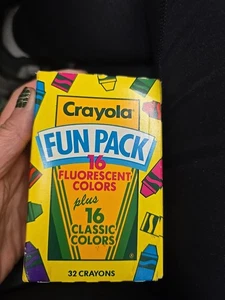 Crayola
FUN PACK
16
FLUORESCENT
COLORS
plus
16
CLASSIC
COLORS
32 CRAYONS